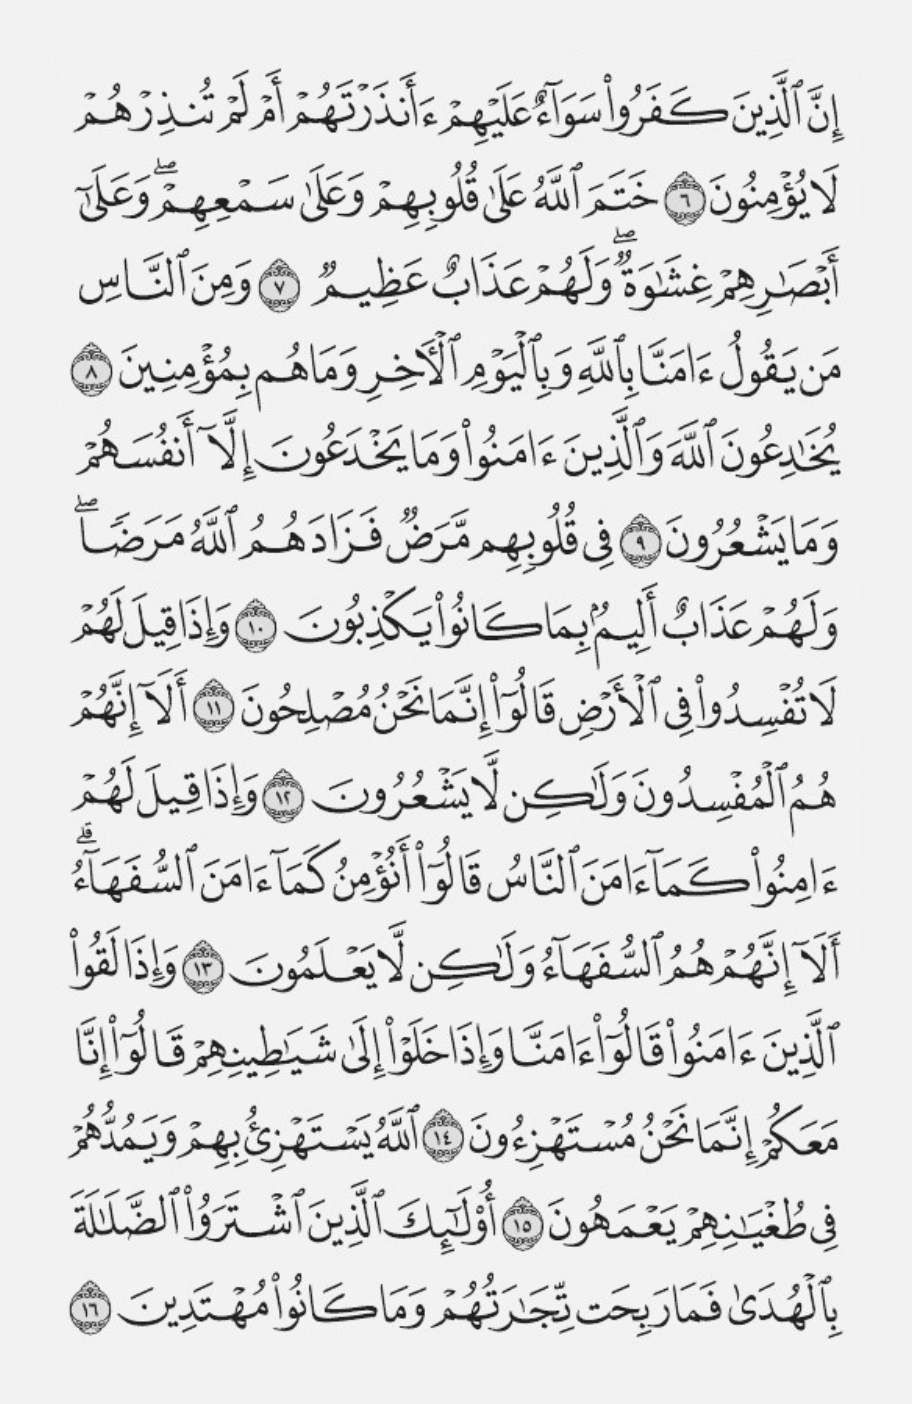 إِنَّ ٱلَّذِينَ كَفَرُوا۟ سَوَآءٌ عَلَيْهِمْ ءَأَنذَرْتَهُمْ أَمْ لَمْ تُنذِرْهُمْ
لَا يُؤْمِنُونَ ٦ خَتَمَ ٱللَّهُ عَلَىٰ قُلُوبِهِمْ وَعَلَىٰ سَمْعِهِمْ ۖ وَعَلَىٰٓ
أَبْصَـٰرِهِمْ غِشَـٰوَةٌ ۖ وَلَهُمْ عَذَابٌ عَظِيمٌ ٧ وَمِنَ ٱلنَّاسِ
مَن يَقُولُ ءَامَنَّا بِٱللَّهِ وَبِٱلْيَوْمِ ٱلْـَٔاخِرِ وَمَا هُم بِمُؤْمِنِينَ ٨
يُخَـٰدِعُونَ ٱللَّهَ وَٱلَّذِينَ ءَامَنُوا۟ وَمَا يَخْدَعُونَ إِلَّآ أَنفُسَهُمْ
وَمَا يَشْعُرُونَ ٩ فِى قُلُوبِهِم مَّرَضٌ فَزَادَهُمُ ٱللَّهُ مَرَضًا ۖ
وَلَهُمْ عَذَابٌ أَلِيمٌۢ بِمَا كَانُوا۟ يَكْذِبُونَ ١٠ وَإِذَا قِيلَ لَهُمْ
لَا تُفْسِدُوا۟ فِى ٱلْأَرْضِ قَالُوٓا۟ إِنَّمَا نَحْنُ مُصْلِحُونَ ١١ أَلَآ إِنَّهُمْ
هُمُ ٱلْمُفْسِدُونَ وَلَـٰكِن لَّا يَشْعُرُونَ ١٢ وَإِذَا قِيلَ لَهُمْ
ءَامِنُوا۟ كَمَآ ءَامَنَ ٱلنَّاسُ قَالُوٓا۟ أَنُؤْمِنُ كَمَآ ءَامَنَ ٱلسُّفَهَآءُ ۗ
أَلَآ إِنَّهُمْ هُمُ ٱلسُّفَهَآءُ وَلَـٰكِن لَّا يَعْلَمُونَ ١٣ وَإِذَا لَقُوا۟
ٱلَّذِينَ ءَامَنُوا۟ قَالُوٓا۟ ءَامَنَّا وَإِذَا خَلَوْا۟ إِلَىٰ شَيَـٰطِينِهِمْ قَالُوٓا۟ إِنَّا
مَعَكُمْ إِنَّمَا نَحْنُ مُسْتَهْزِءُونَ ١٤ ٱللَّهُ يَسْتَهْزِئُ بِهِمْ وَيَمُدُّهُمْ
فِى طُغْيَـٰنِهِمْ يَعْمَهُونَ ١٥ أُو۟لَـٰٓئِكَ ٱلَّذِينَ ٱشْتَرَوُا۟ ٱلضَّلَـٰلَةَ
بِٱلْهُدَىٰ فَمَا رَبِحَت تِّجَـٰرَتُهُمْ وَمَا كَانُوا۟ مُهْتَدِينَ ١٦